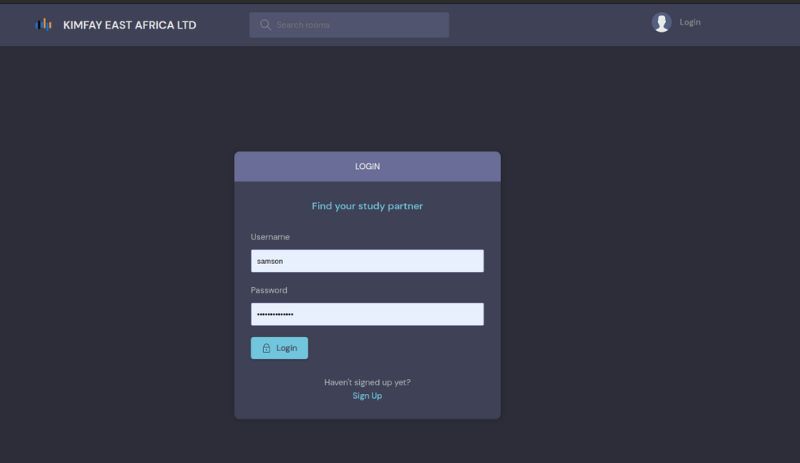 KIMFAY EAST AFRICA LTD
Search rooms
Login
LOGIN
Find your study partner
Username
samson
Password
••••••••••••••
Login
Haven't signed up yet?
Sign Up